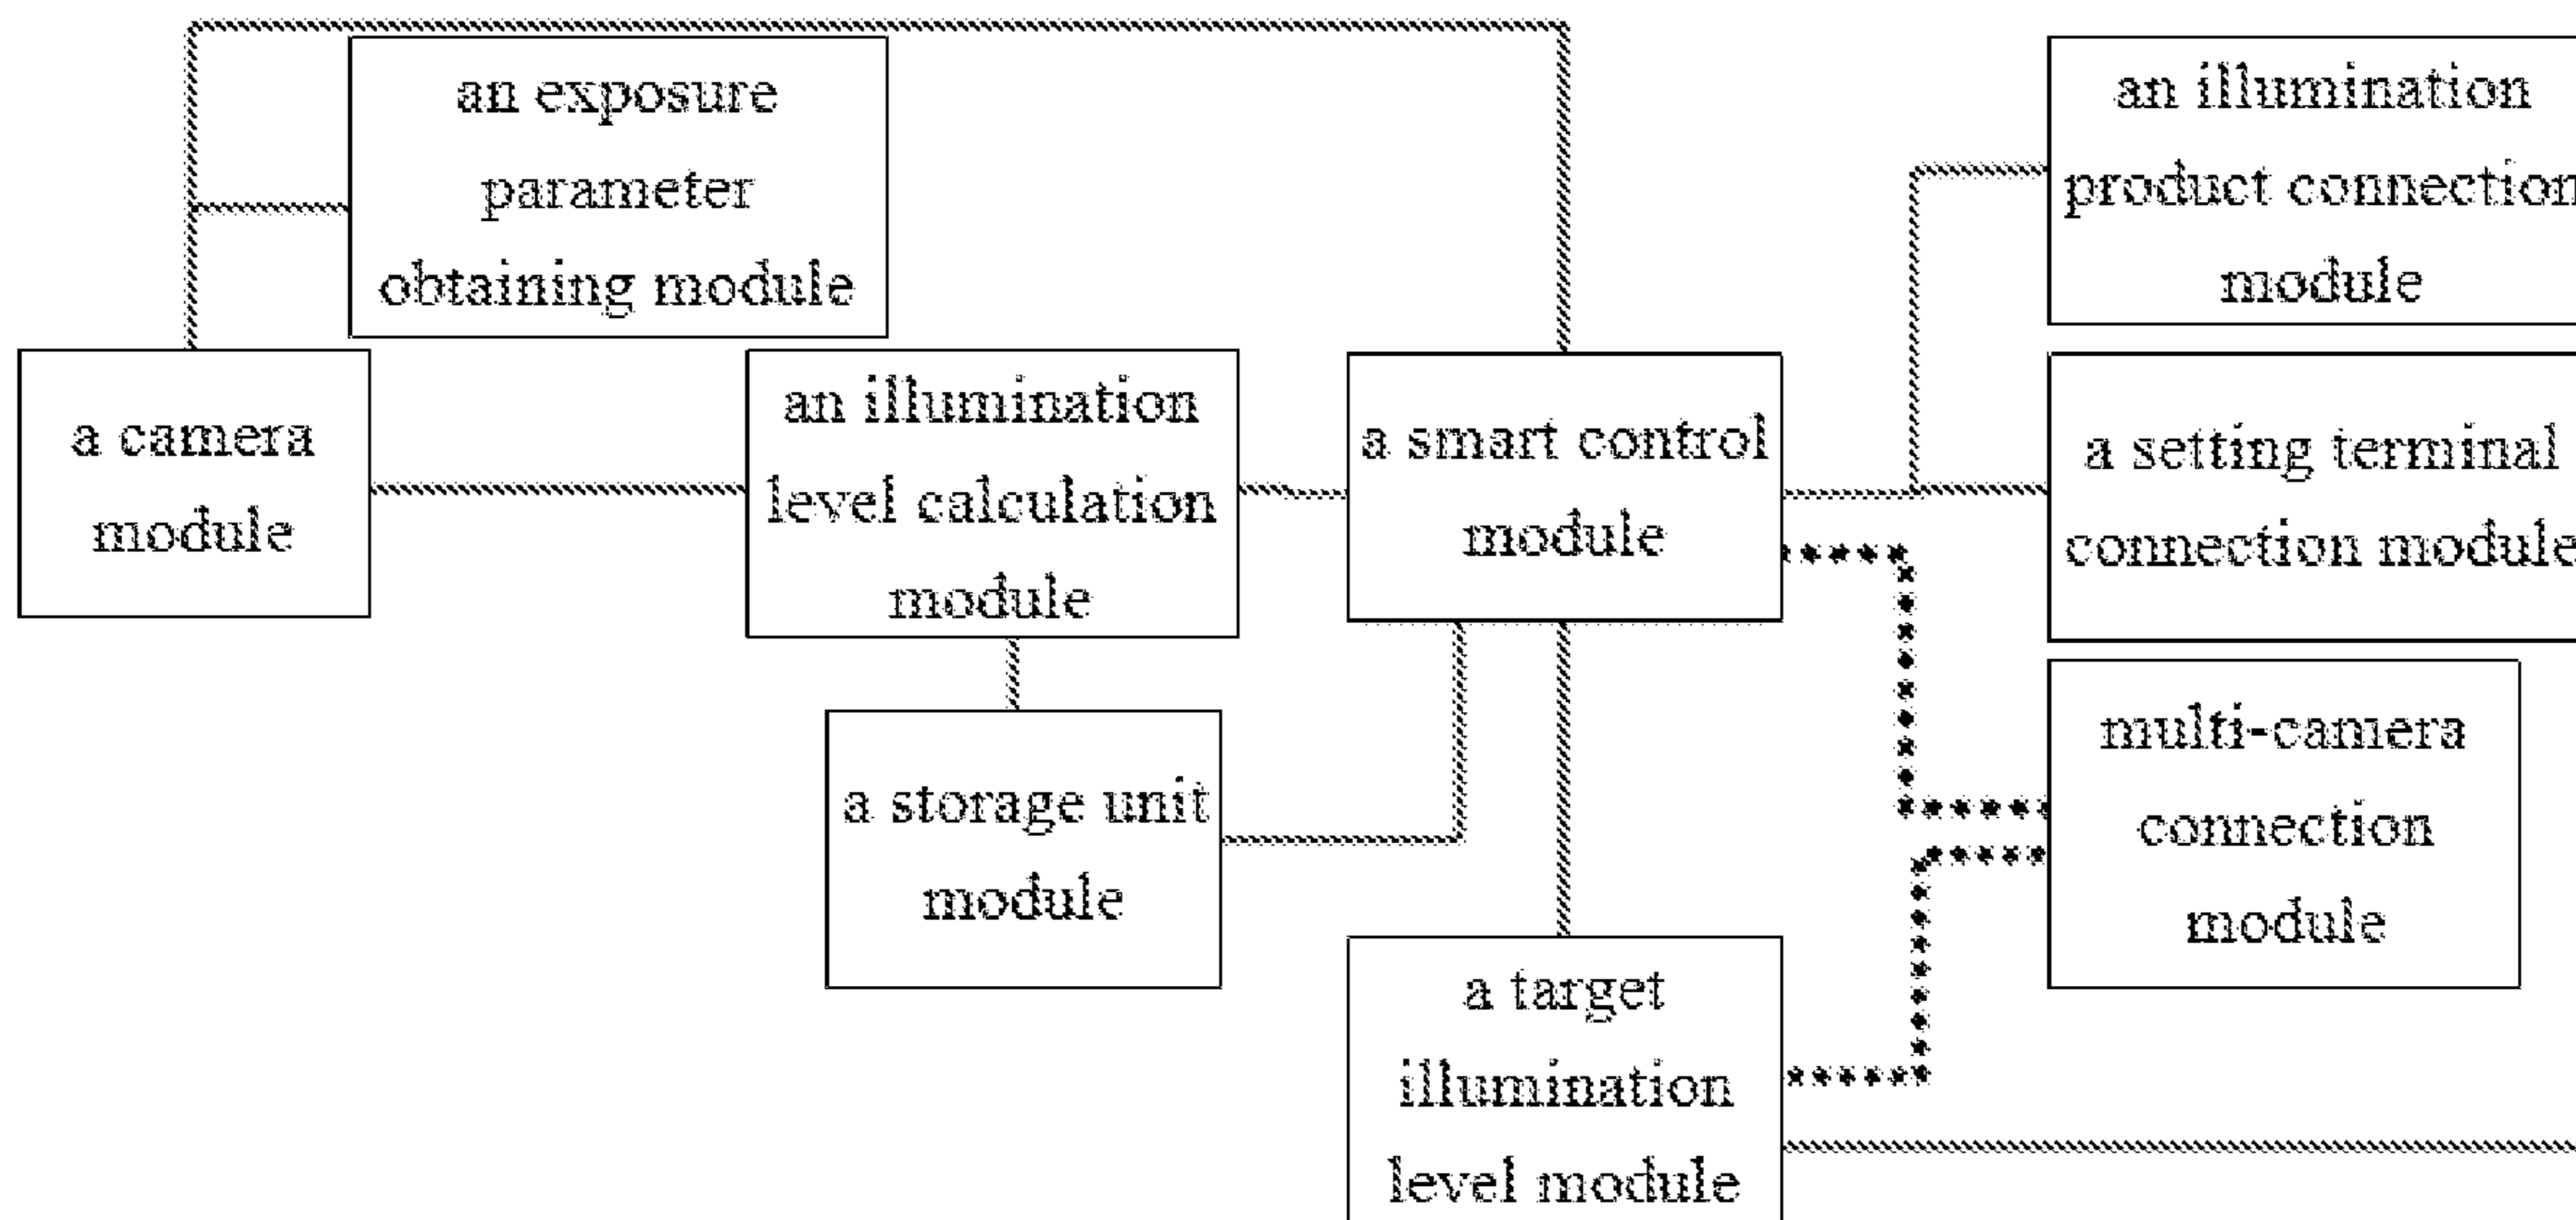 an exposure
parameter
obtaining module
an illumination
product connection
module
a camera
module
an illumination
level calculation
module
a smart control
module
a setting terminal
connection module
a storage unit
module
multi-camera
connection
module
a target
illumination
level module